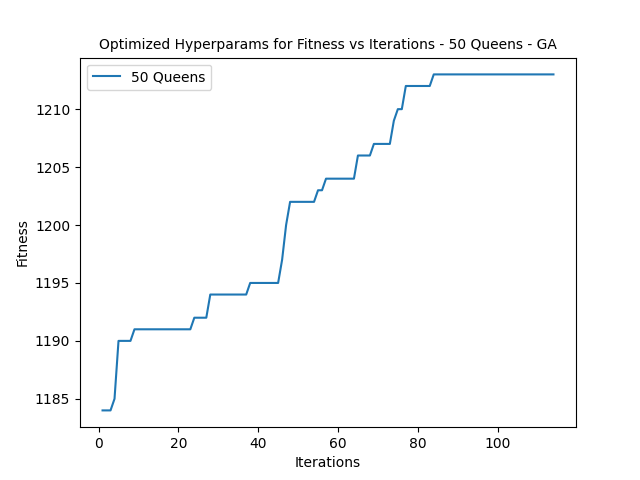 Optimized Hyperparams for Fitness vs Iterations - 50 Queens - GA
50 Queens
1210
1205
1200
1195
1190
1185
Fitness
0 20 40 60 80 100
Iterations